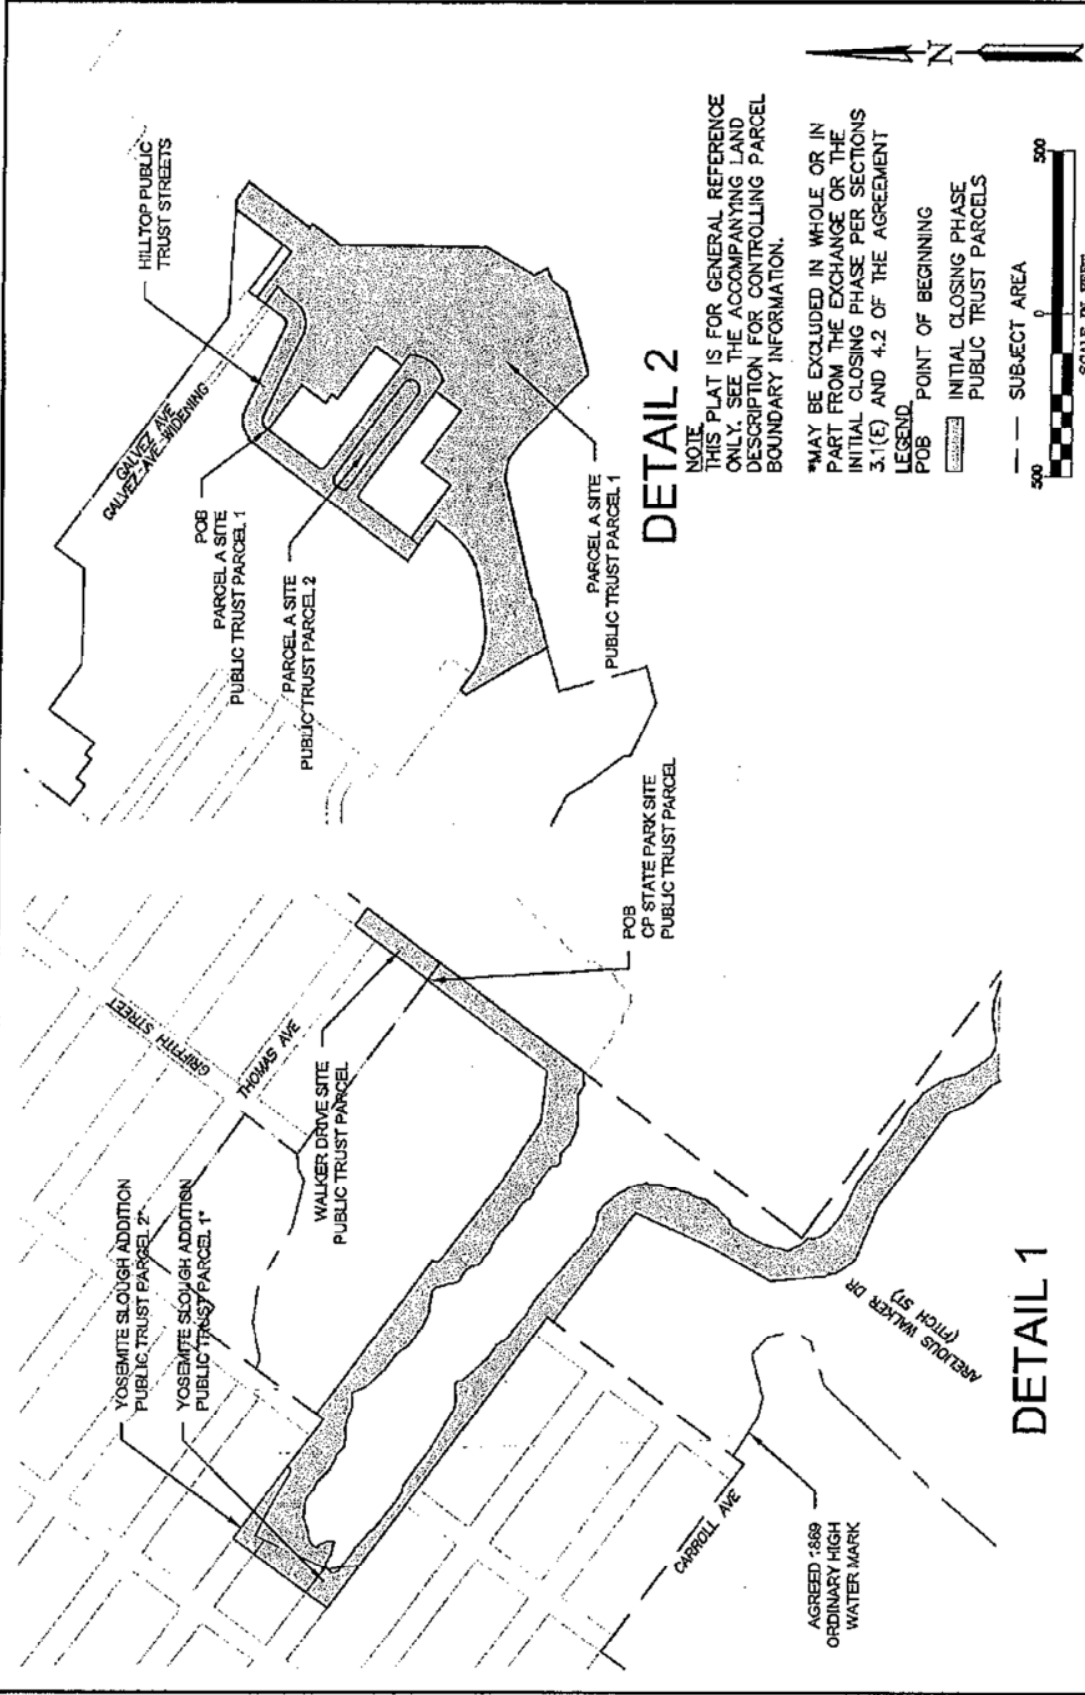 YOSEMITE SLOUGH ADDITION
PUBLIC TRUST PARCEL 2*
YOSEMITE SLOUGH ADDITION
PUBLIC TRUST PARCEL 1*
GRIFFITH STREET
THOMAS AVE
WALKER DRIVE SITE
PUBLIC TRUST PARCEL
POB
CP STATE PARK SITE
PUBLIC TRUST PARCEL
CARROLL AVE
AGREED 1869
ORDINARY HIGH
WATER MARK
ARELIOUS WALKER DR
(FITCH ST)
DETAIL 1
GALVEZ AVE
GALVEZ AVE WIDENING
HILLTOP PUBLIC
TRUST STREETS
POB
PARCEL A SITE
PUBLIC TRUST PARCEL 1
PARCEL A SITE
PUBLIC TRUST PARCEL 2
PARCEL A SITE
PUBLIC TRUST PARCEL 1
DETAIL 2
NOTE
THIS PLAT IS FOR GENERAL REFERENCE
ONLY. SEE THE ACCOMPANYING LAND
DESCRIPTION FOR CONTROLLING PARCEL
BOUNDARY INFORMATION.
*MAY BE EXCLUDED IN WHOLE OR IN
PART FROM THE EXCHANGE OR THE
INITIAL CLOSING PHASE PER SECTIONS
3.1(E) AND 4.2 OF THE AGREEMENT
LEGEND
POB POINT OF BEGINNING
INITIAL CLOSING PHASE
PUBLIC TRUST PARCELS
SUBJECT AREA
N
500 0 500